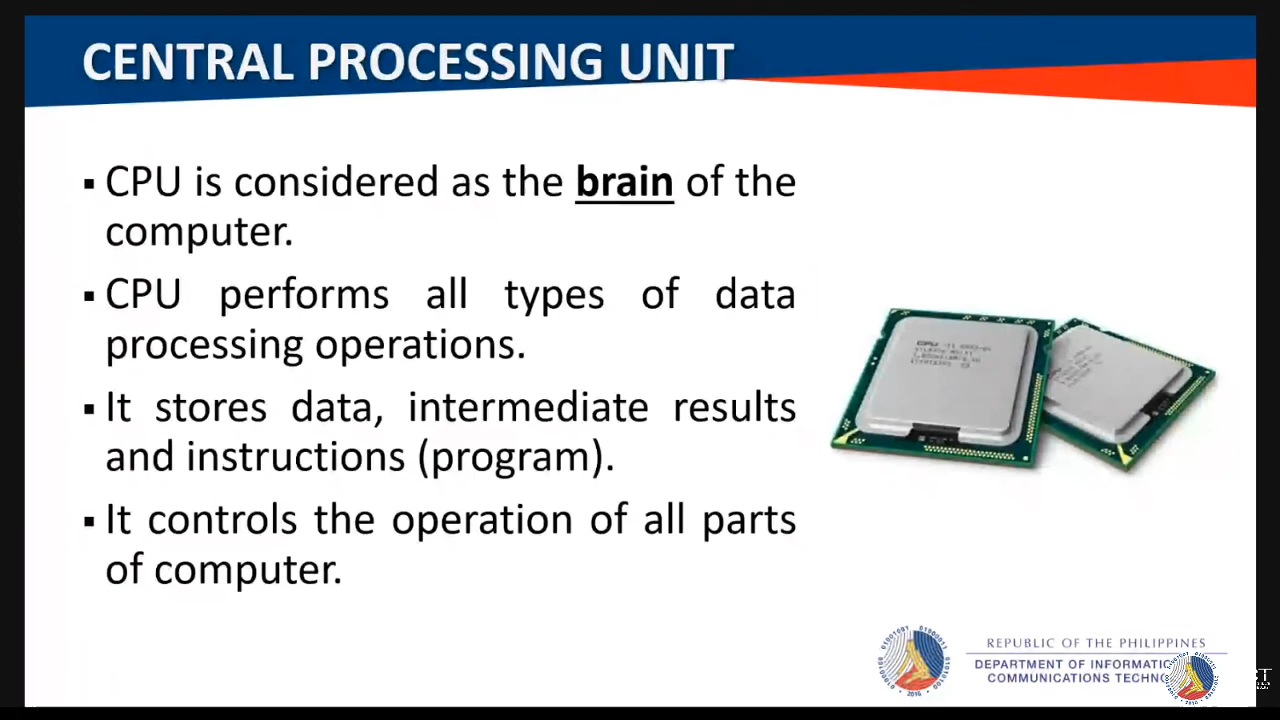 CENTRAL PROCESSING UNIT
▪ CPU is considered as the brain of the
computer.
▪ CPU performs all types of data
processing operations.
▪ It stores data, intermediate results
and instructions (program).
▪ It controls the operation of all parts
of computer.
CPU
REPUBLIC OF THE PHILIPPINES
DEPARTMENT OF
COMMUNICATIONS
2016